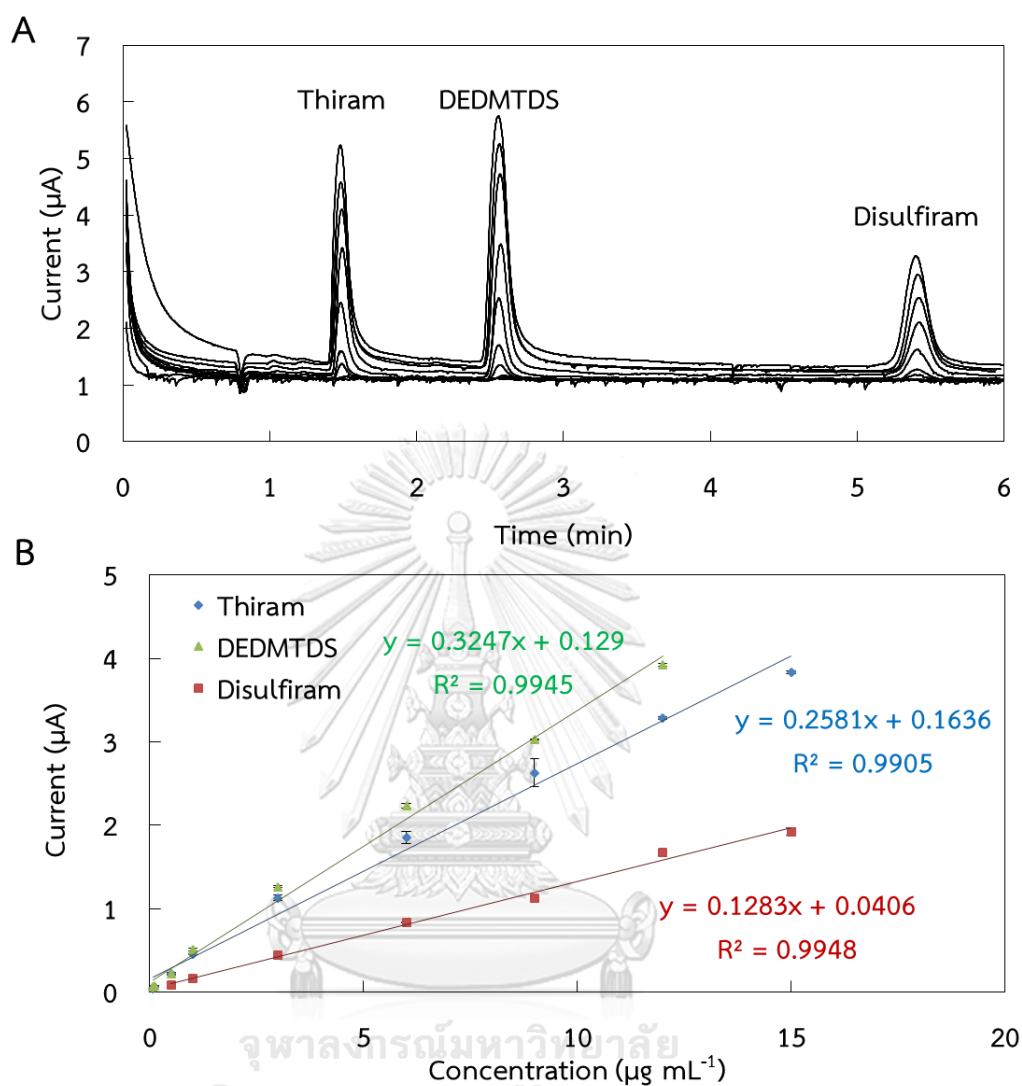 A
7
6
5
4
3
2
1
0
Current (µA)
Thiram
DEDMTDS
Disulfiram
0 1 2 3 4 5 6
Time (min)
B
5
4
3
2
1
0
Current (µA)
Thiram
DEDMTDS
Disulfiram
y = 0.3247x + 0.129
R² = 0.9945
y = 0.2581x + 0.1636
R² = 0.9905
y = 0.1283x + 0.0406
R² = 0.9948
0 5 10 15 20
จุฬาลงกรณ์มหาวิทยาลัย
Concentration (µg mL⁻¹)